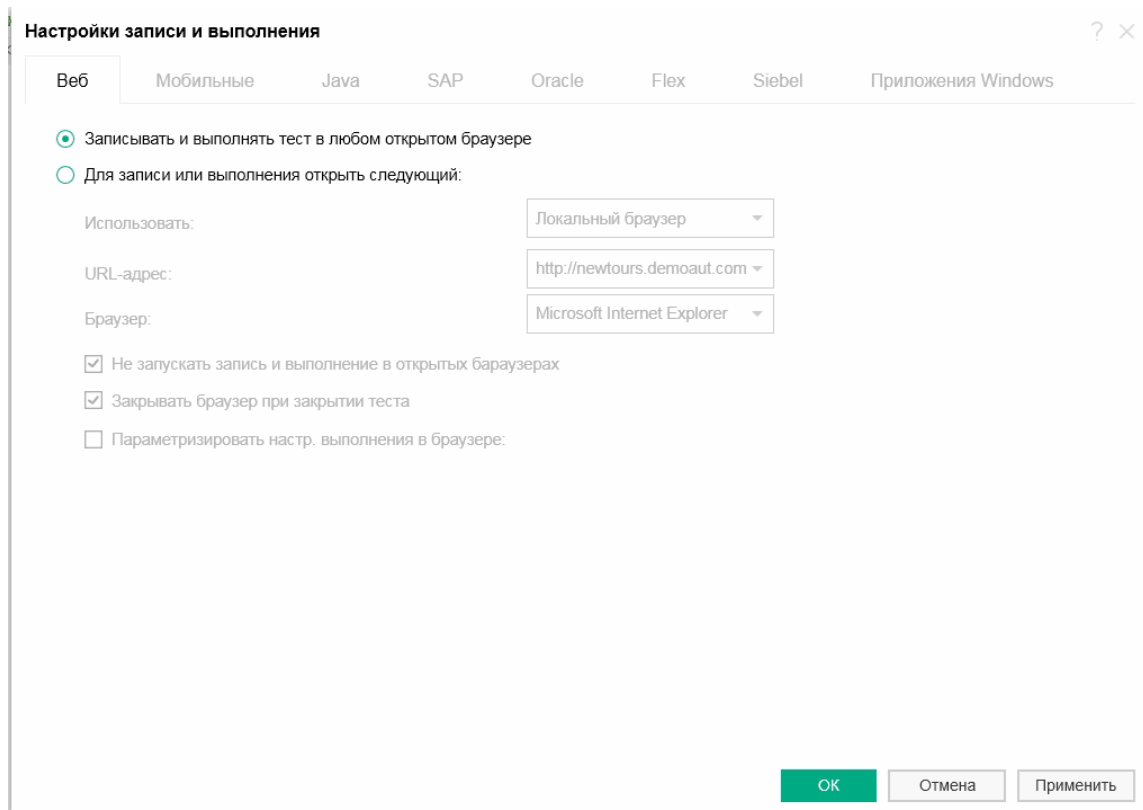 Настройки записи и выполнения ? ×
Веб Мобильные Java SAP Oracle Flex Siebel Приложения Windows
Записывать и выполнять тест в любом открытом браузере
Для записи или выполнения открыть следующий:
Использовать: Локальный браузер
URL-адрес: http://newtours.demoaut.com
Браузер: Microsoft Internet Explorer
Не запускать запись и выполнение в открытых бараузерах
Закрывать браузер при закрытии теста
Параметризировать настр. выполнения в браузере:
ОК Отмена Применить